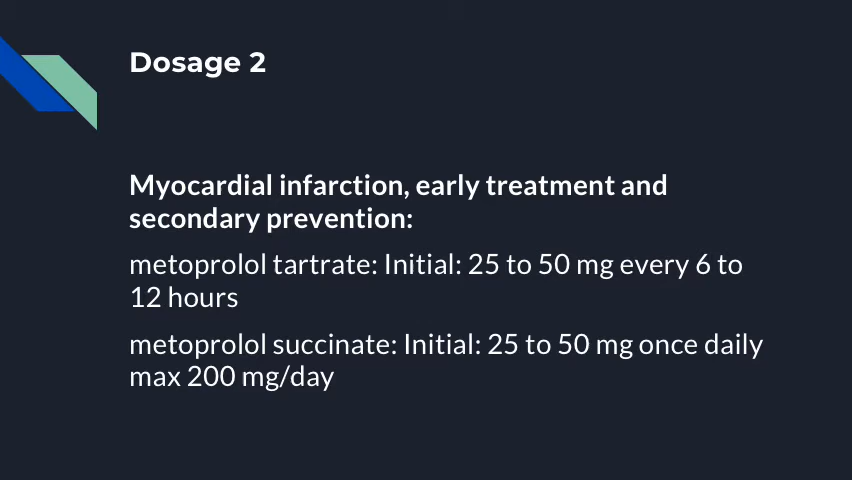 Dosage 2
Myocardial infarction, early treatment and
secondary prevention:
metoprolol tartrate: Initial: 25 to 50 mg every 6 to
12 hours
metoprolol succinate: Initial: 25 to 50 mg once daily
max 200 mg/day